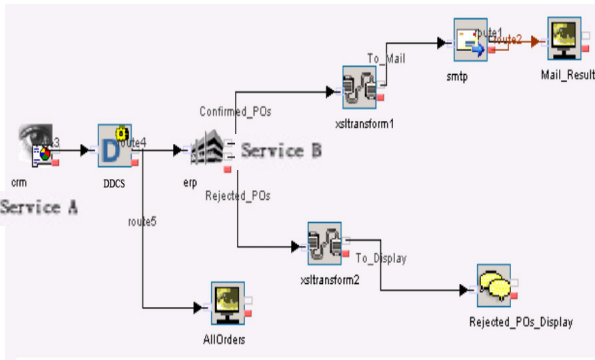 route1
route2
To_Mail
smtp
Mail_Result
Confirmed_POs
xsltransform1
route4
D
Service B
crm
DDCS
erp
Rejected_POs
Service A
route5
To_Display
xsltransform2
Rejected_POs_Display
AllOrders